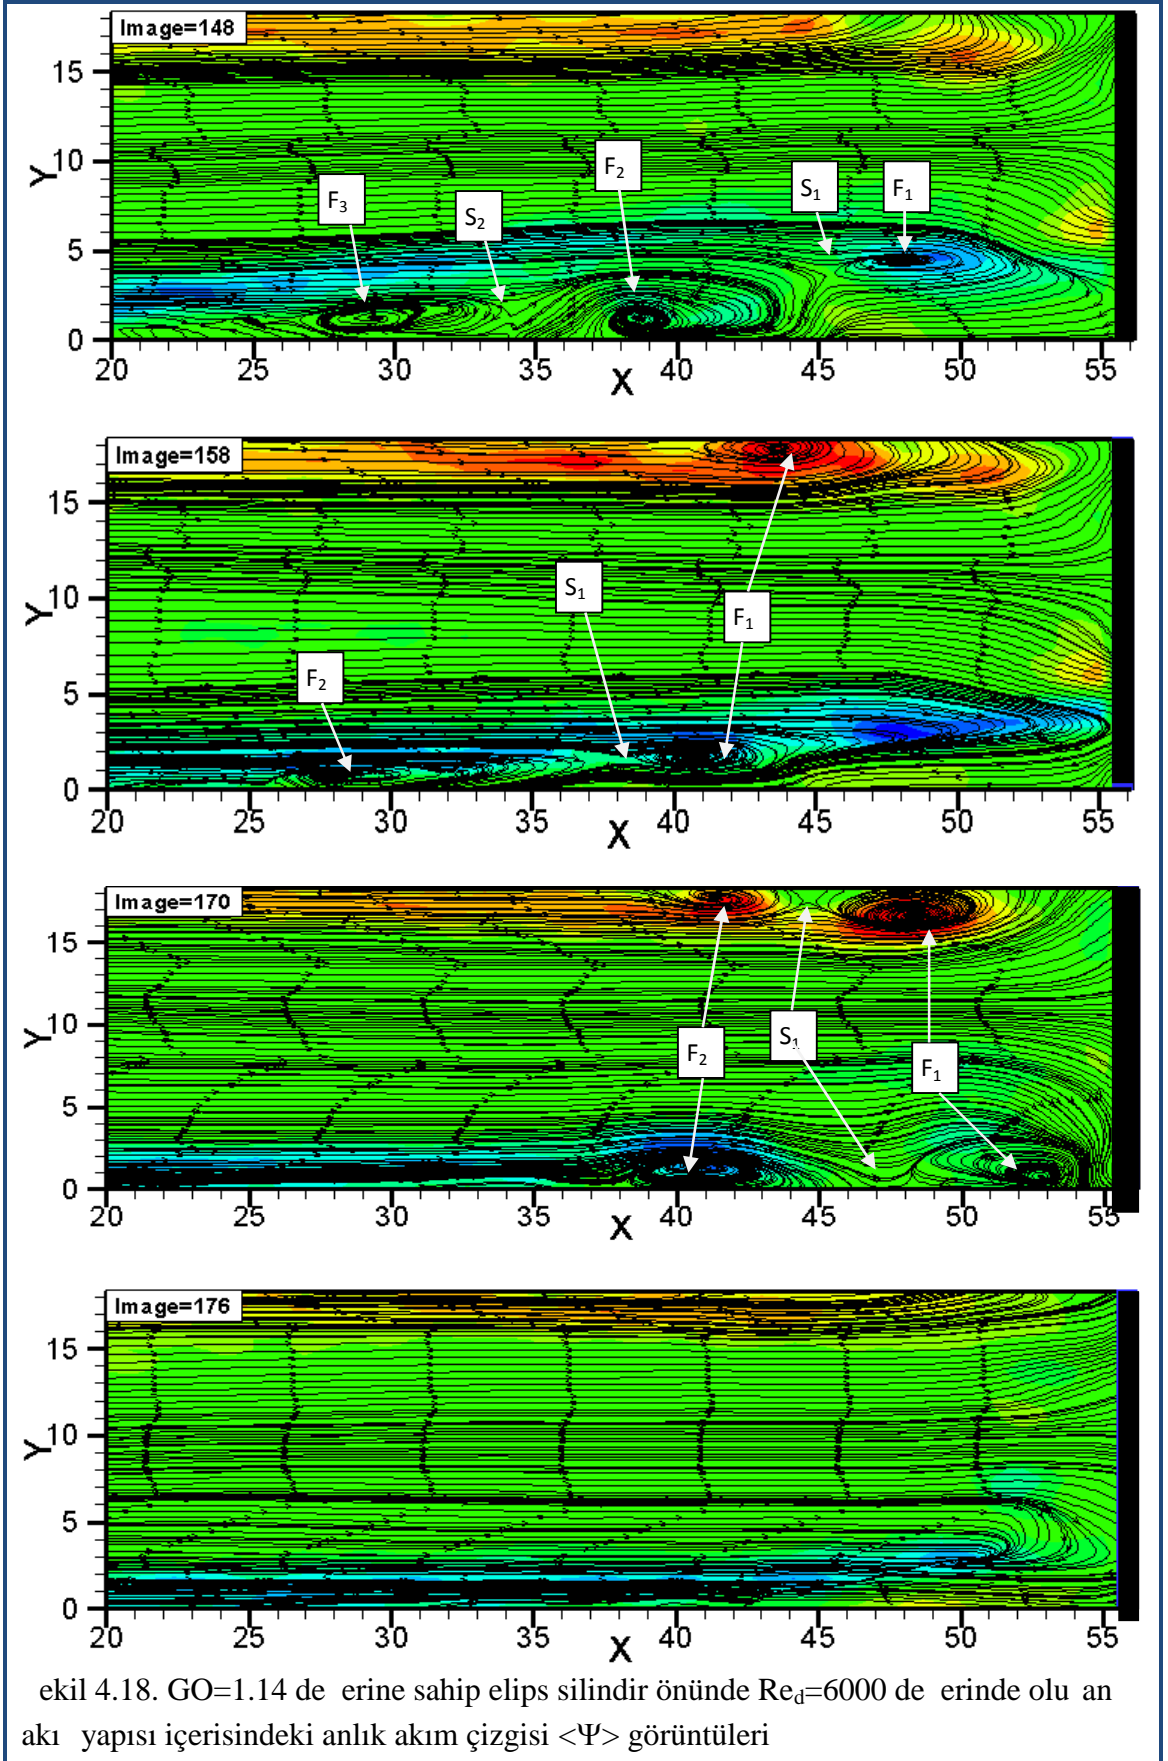 Image=148
15
10
5
0
Y
F3
S2
F2
S1
F1
20 25 30 35 40 45 50 55
X
Image=158
15
10
5
0
Y
F2
S1
F1
20 25 30 35 40 45 50 55
X
Image=170
15
10
5
0
Y
F2
S1
F1
20 25 30 35 40 45 50 55
X
Image=176
15
10
5
0
Y
20 25 30 35 40 45 50 55
X
ekil 4.18. GO=1.14 de erine sahip elips silindir önünde Red=6000 de erinde olu an
akı yapısı içerisindeki anlık akım çizgisi <Ψ> görüntüleri